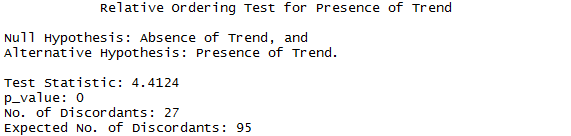 Relative Ordering Test for Presence of Trend
Null Hypothesis: Absence of Trend, and
Alternative Hypothesis: Presence of Trend.
Test Statistic: 4.4124
p_value: 0
No. of Discordants: 27
Expected No. of Discordants: 95